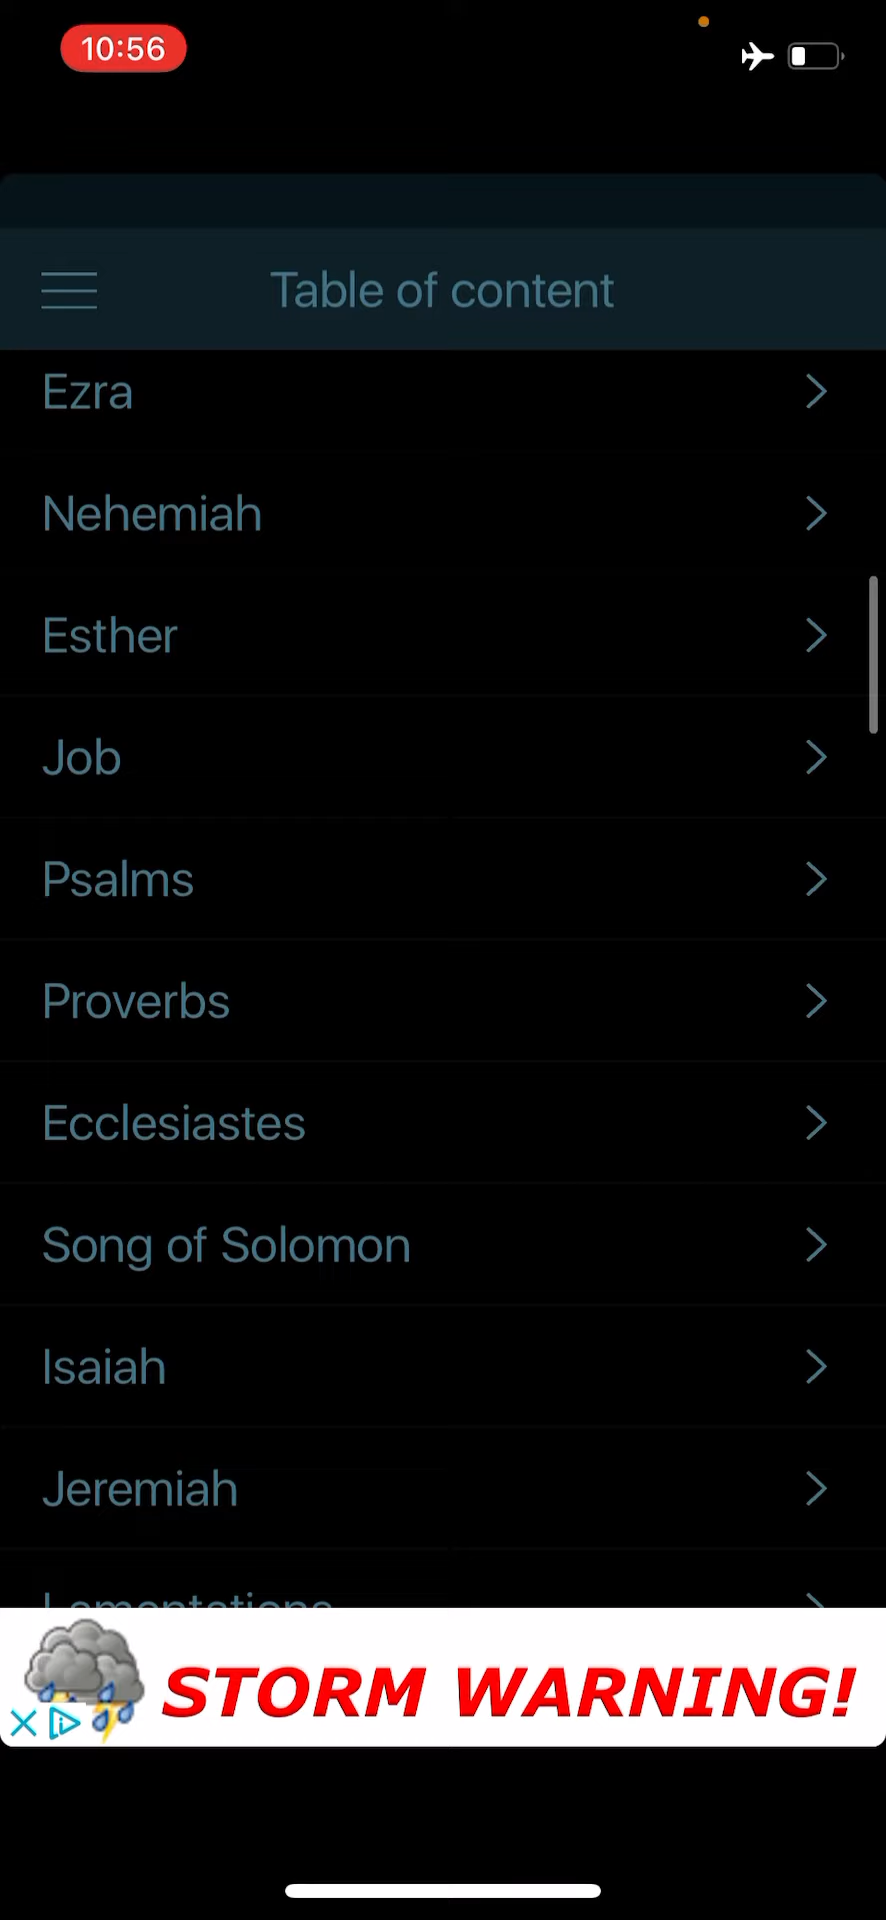 10:56
Table of content
Ezra
Nehemiah
Esther
Job
Psalms
Proverbs
Ecclesiastes
Song of Solomon
Isaiah
Jeremiah
Lamentations
STORM WARNING!